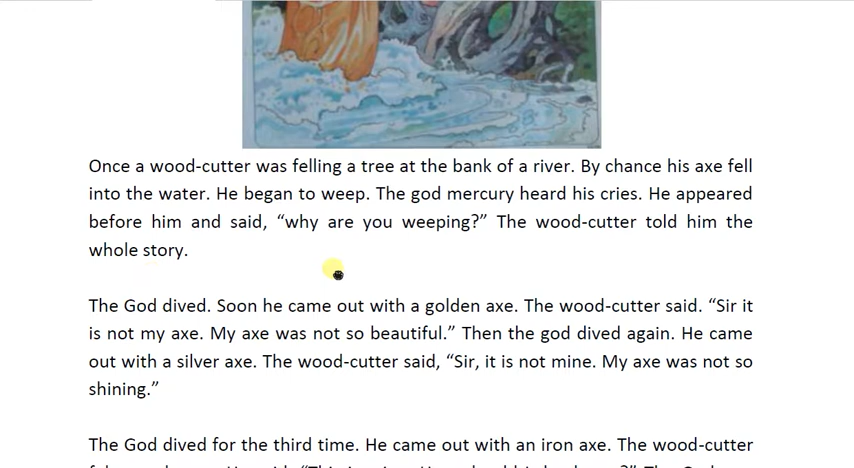 Once a wood-cutter was felling a tree at the bank of a river. By chance his axe fell
into the water. He began to weep. The god mercury heard his cries. He appeared
before him and said, “why are you weeping?” The wood-cutter told him the
whole story.
The God dived. Soon he came out with a golden axe. The wood-cutter said. “Sir it
is not my axe. My axe was not so beautiful.” Then the god dived again. He came
out with a silver axe. The wood-cutter said, “Sir, it is not mine. My axe was not so
shining.”
The God dived for the third time. He came out with an iron axe. The wood-cutter